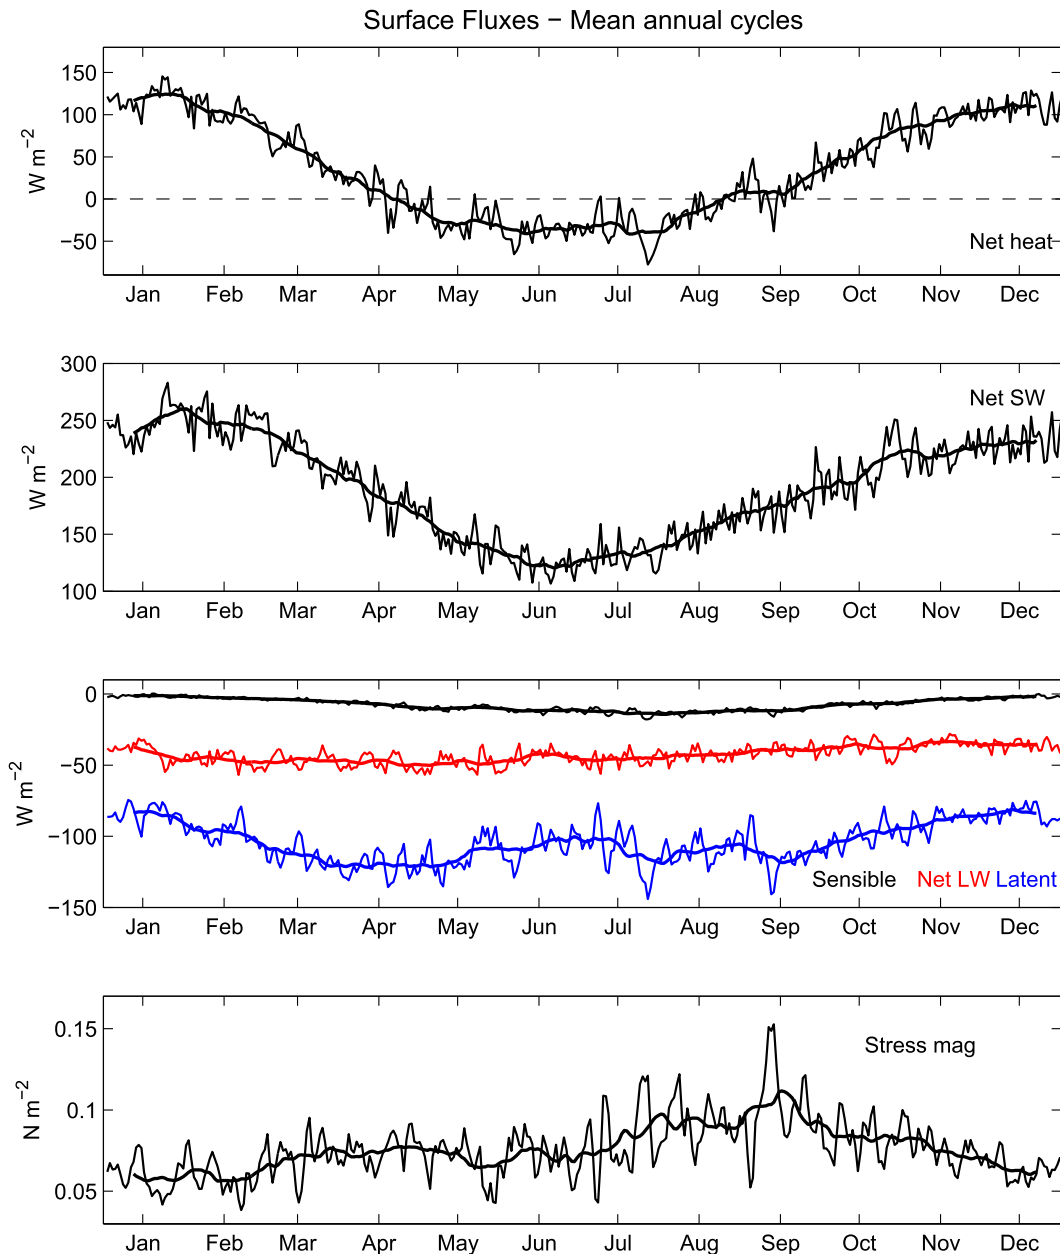 Surface Fluxes − Mean annual cycles
150
100
50
0
−50
W m−2
Net heat
Jan Feb Mar Apr May Jun Jul Aug Sep Oct Nov Dec
300
250
200
150
100
W m−2
Net SW
Jan Feb Mar Apr May Jun Jul Aug Sep Oct Nov Dec
0
−50
−100
−150
W m−2
Sensible Net LW Latent
Jan Feb Mar Apr May Jun Jul Aug Sep Oct Nov Dec
0.15
0.1
0.05
N m−2
Stress mag
Jan Feb Mar Apr May Jun Jul Aug Sep Oct Nov Dec